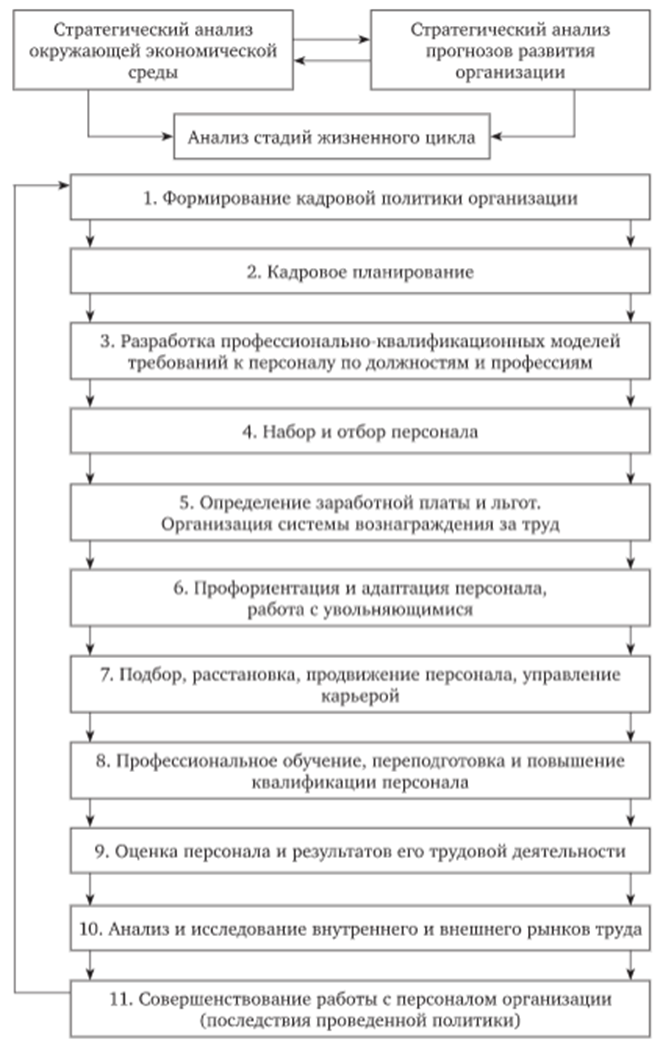 Стратегический анализ
окружающей экономической
среды
Стратегический анализ
прогнозов развития
организации
Анализ стадий жизненного цикла
1. Формирование кадровой политики организации
2. Кадровое планирование
3. Разработка профессионально-квалификационных моделей
требований к персоналу по должностям и профессиям
4. Набор и отбор персонала
5. Определение заработной платы и льгот.
Организация системы вознаграждения за труд
6. Профориентация и адаптация персонала,
работа с увольняющимися
7. Подбор, расстановка, продвижение персонала, управление
карьерой
8. Профессиональное обучение, переподготовка и повышение
квалификации персонала
9. Оценка персонала и результатов его трудовой деятельности
10. Анализ и исследование внутреннего и внешнего рынков труда
11. Совершенствование работы с персоналом организации
(последствия проведенной политики)